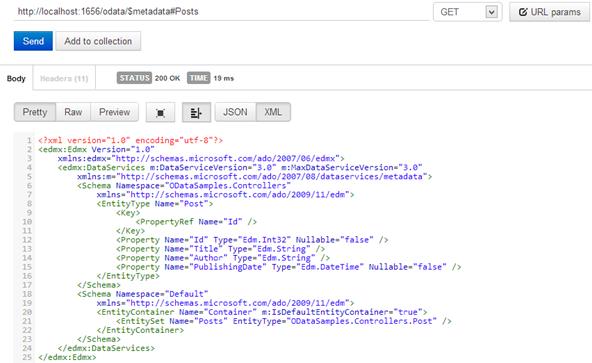 http://localhost:1656/odata/$metadata#Posts GET URL params
Send Add to collection
Body Headers (11) STATUS 200 OK TIME 19 ms
Pretty Raw Preview JSON XML
1 <?xml version="1.0" encoding="utf-8"?>
2 <edmx:Edmx Version="1.0"
3 xmlns:edmx="http://schemas.microsoft.com/ado/2007/06/edmx">
4 <edmx:DataServices m:DataServiceVersion="3.0" m:MaxDataServiceVersion="3.0"
5 xmlns:m="http://schemas.microsoft.com/ado/2007/08/dataservices/metadata">
6 <Schema Namespace="ODataSamples.Controllers"
7 xmlns="http://schemas.microsoft.com/ado/2009/11/edm">
8 <EntityType Name="Post">
9 <Key>
10 <PropertyRef Name="Id" />
11 </Key>
12 <Property Name="Id" Type="Edm.Int32" Nullable="false" />
13 <Property Name="Title" Type="Edm.String" />
14 <Property Name="Author" Type="Edm.String" />
15 <Property Name="PublishingDate" Type="Edm.DateTime" Nullable="false" />
16 </EntityType>
17 </Schema>
18 <Schema Namespace="Default"
19 xmlns="http://schemas.microsoft.com/ado/2009/11/edm">
20 <EntityContainer Name="Container" m:IsDefaultEntityContainer="true">
21 <EntitySet Name="Posts" EntityType="ODataSamples.Controllers.Post" />
22 </EntityContainer>
23 </Schema>
24 </edmx:DataServices>
25 </edmx:Edmx>